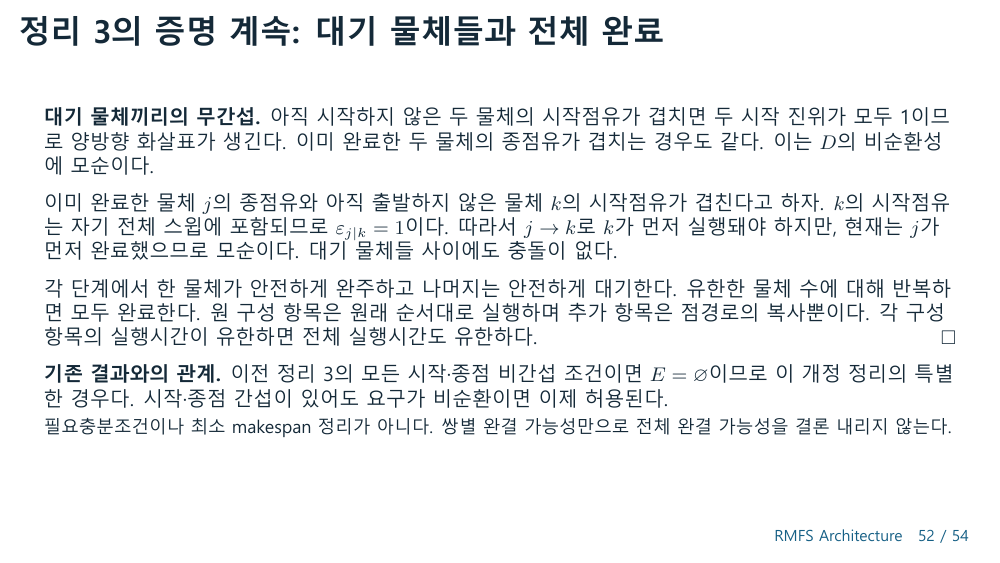 정리 3의 증명 계속: 대기 물체들과 전체 완료
대기 물체끼리의 무간섭. 아직 시작하지 않은 두 물체의 시작점유가 겹치면 두 시작 진위가 모두 1이므
로 양방향 화살표가 생긴다. 이미 완료한 두 물체의 종점유가 겹치는 경우도 같다. 이는 D의 비순환성
에 모순이다.
이미 완료한 물체 j의 종점유와 아직 출발하지 않은 물체 k의 시작점유가 겹친다고 하자. k의 시작점유
는 자기 전체 스윕에 포함되므로 ε_{j|k} = 1이다. 따라서 j → k로 k가 먼저 실행돼야 하지만, 현재는 j가
먼저 완료했으므로 모순이다. 대기 물체들 사이에도 충돌이 없다.
각 단계에서 한 물체가 안전하게 완주하고 나머지는 안전하게 대기한다. 유한한 물체 수에 대해 반복하
면 모두 완료한다. 원 구성 항목은 원래 순서대로 실행하며 추가 항목은 점경로의 복사뿐이다. 각 구성
항목의 실행시간이 유한하면 전체 실행시간도 유한하다. □
기존 결과와의 관계. 이전 정리 3의 모든 시작·종점 비간섭 조건이면 E = ∅이므로 이 개정 정리의 특별
한 경우다. 시작·종점 간섭이 있어도 요구가 비순환이면 이제 허용된다.
필요충분조건이나 최소 makespan 정리가 아니다. 쌍별 완결 가능성만으로 전체 완결 가능성을 결론 내리지 않는다.
RMFS Architecture 52 / 54